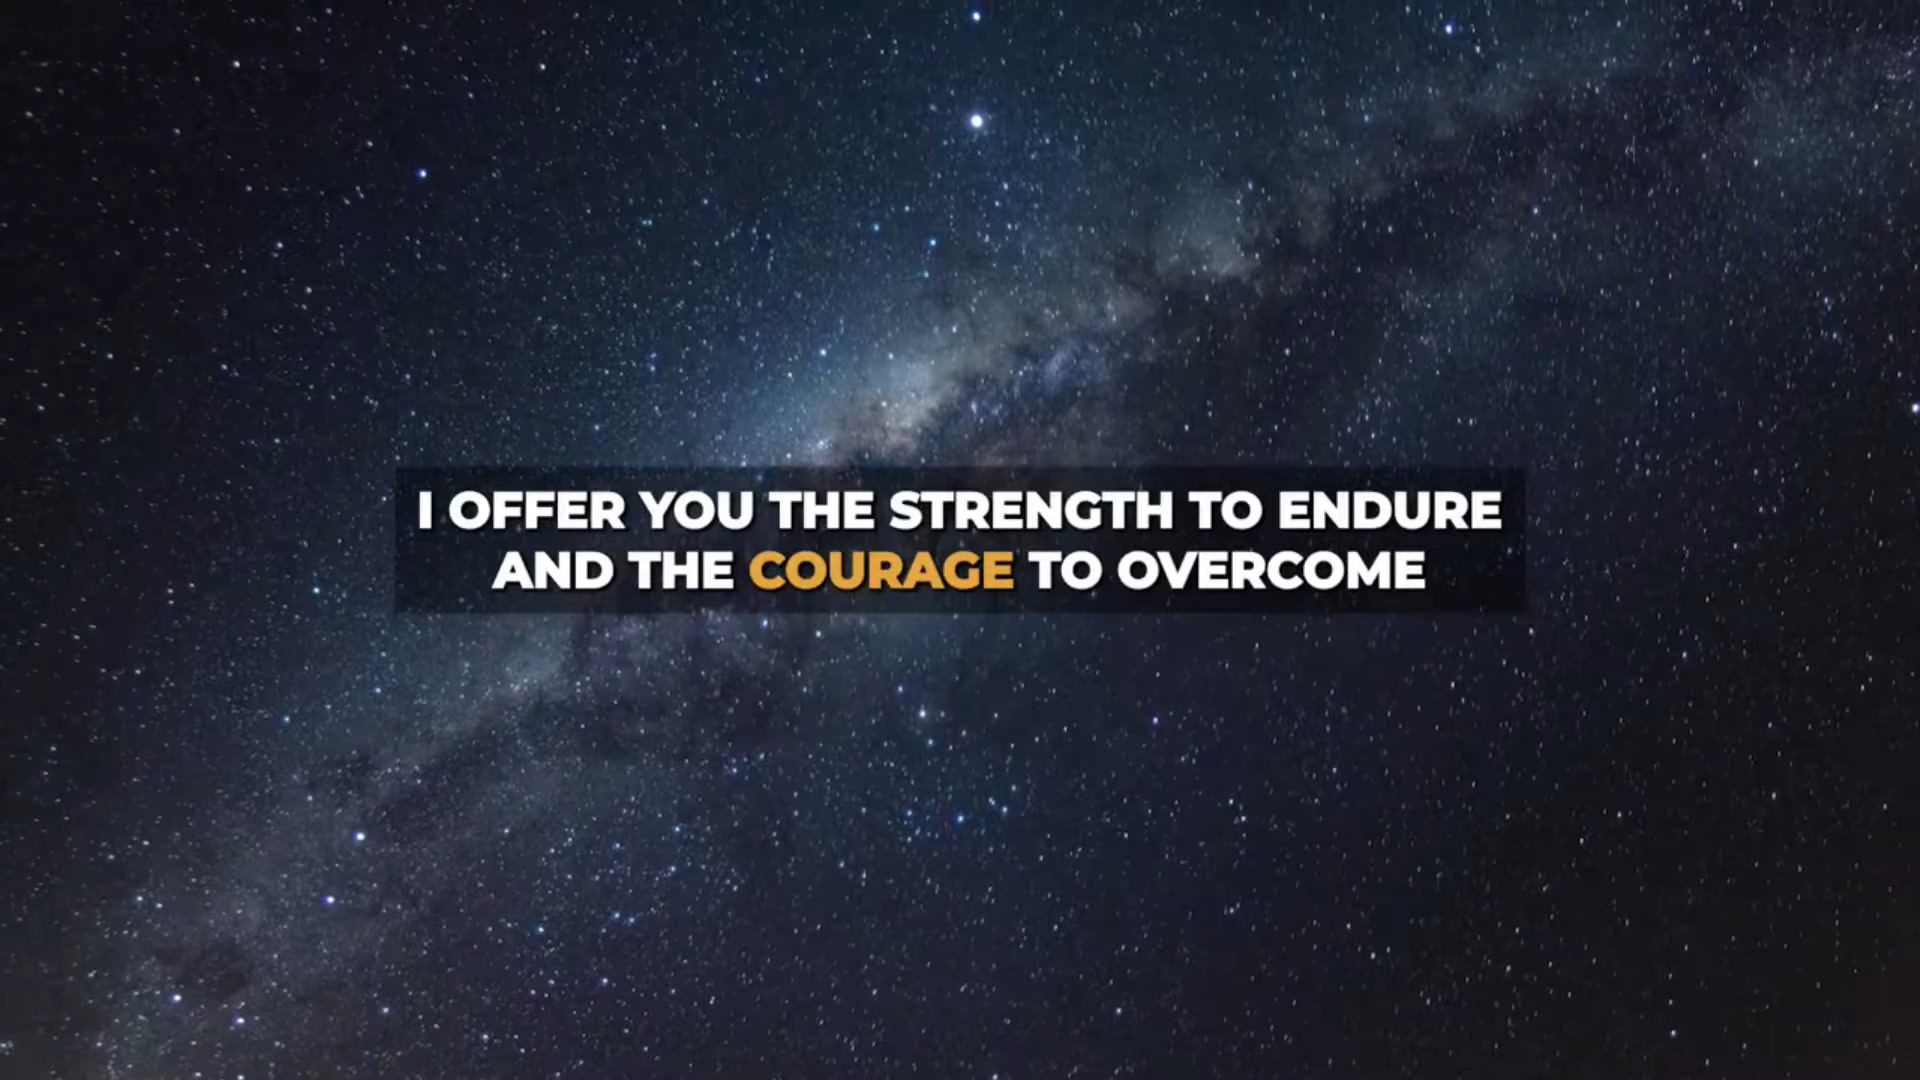 I OFFER YOU THE STRENGTH TO ENDURE
AND THE COURAGE TO OVERCOME